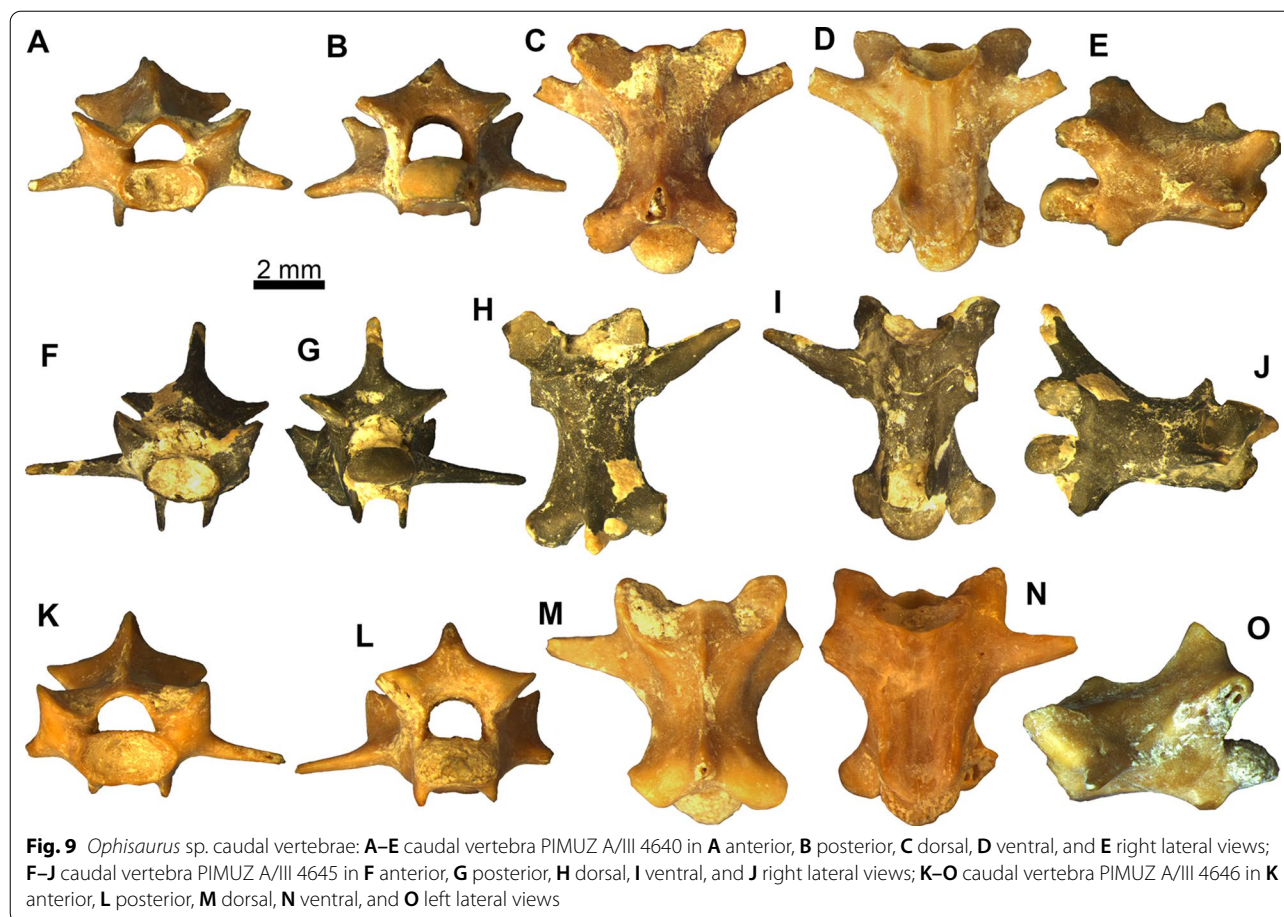 A
B
C
D
E
2 mm
F
G
H
I
J
K
L
M
N
O
Fig. 9 Ophisaurus sp. caudal vertebrae: A–E caudal vertebra PIMUZ A/III 4640 in A anterior, B posterior, C dorsal, D ventral, and E right lateral views;
F–J caudal vertebra PIMUZ A/III 4645 in F anterior, G posterior, H dorsal, I ventral, and J right lateral views; K–O caudal vertebra PIMUZ A/III 4646 in K
anterior, L posterior, M dorsal, N ventral, and O left lateral views